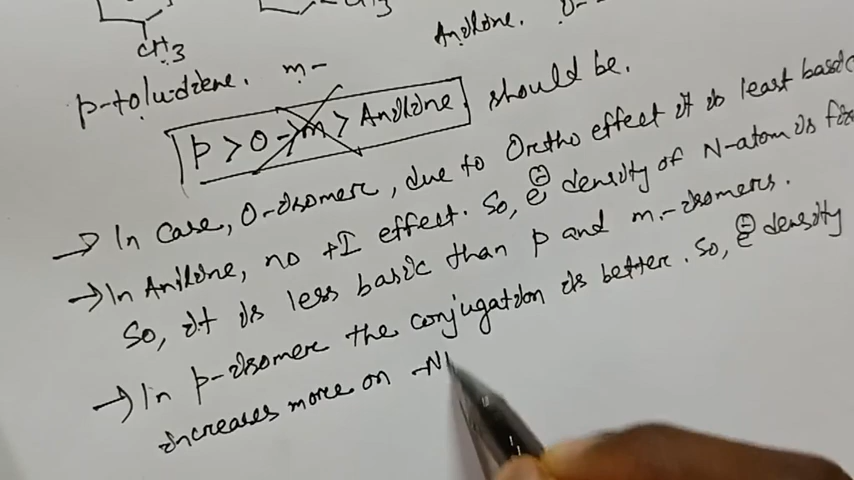 CH3
CH3
p-toludiene. m- Aniline. O-
p > O > m > Aniline should be.
→ In case, O-isomer, due to Ortho effect it is least basic
→ In Aniline, no +I effect. So, e⊖ density of N-atom is
So, it is less basic than p and m-isomers.
→ In p-isomer the conjugation is better. So, e⊖ density
increases more on -N